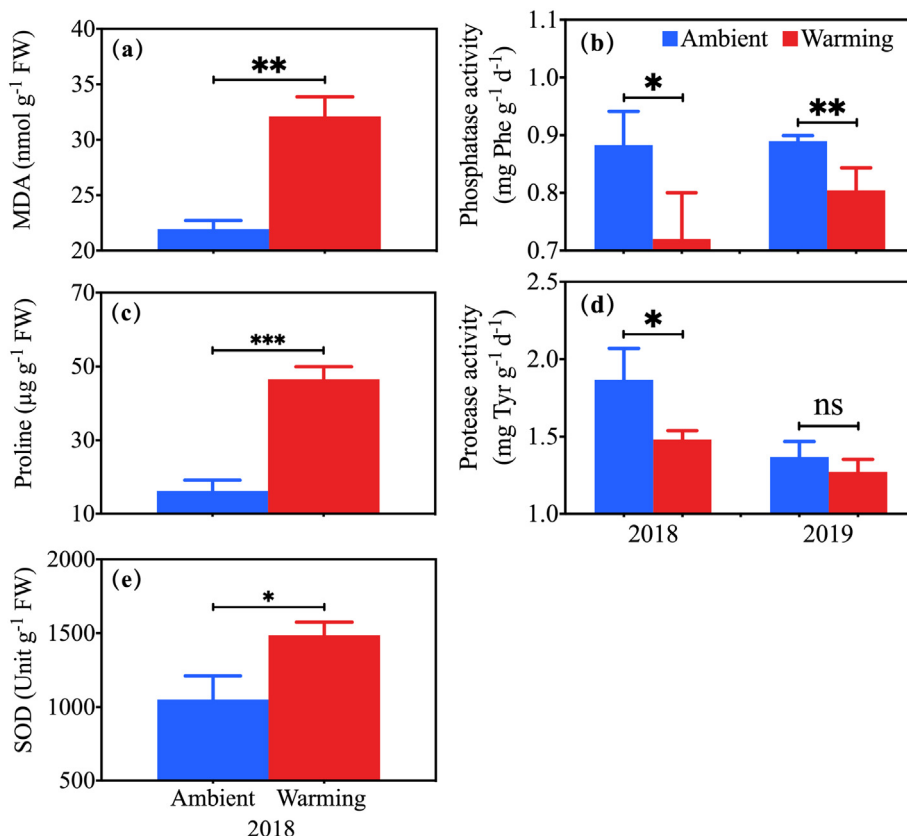 (a)
**
MDA (nmol g⁻¹ FW)
40
35
30
25
20
(b)
Ambient
Warming
*
**
Phosphatase activity
(mg Phe g⁻¹ d⁻¹)
1.1
1.0
0.9
0.8
0.7
(c)
***
Proline (µg g⁻¹ FW)
70
50
30
10
(d)
*
ns
Protease activity
(mg Tyr g⁻¹ d⁻¹)
2.5
2.0
1.5
1.0
2018 2019
(e)
*
SOD (Unit g⁻¹ FW)
2000
1500
1000
500
Ambient Warming
2018